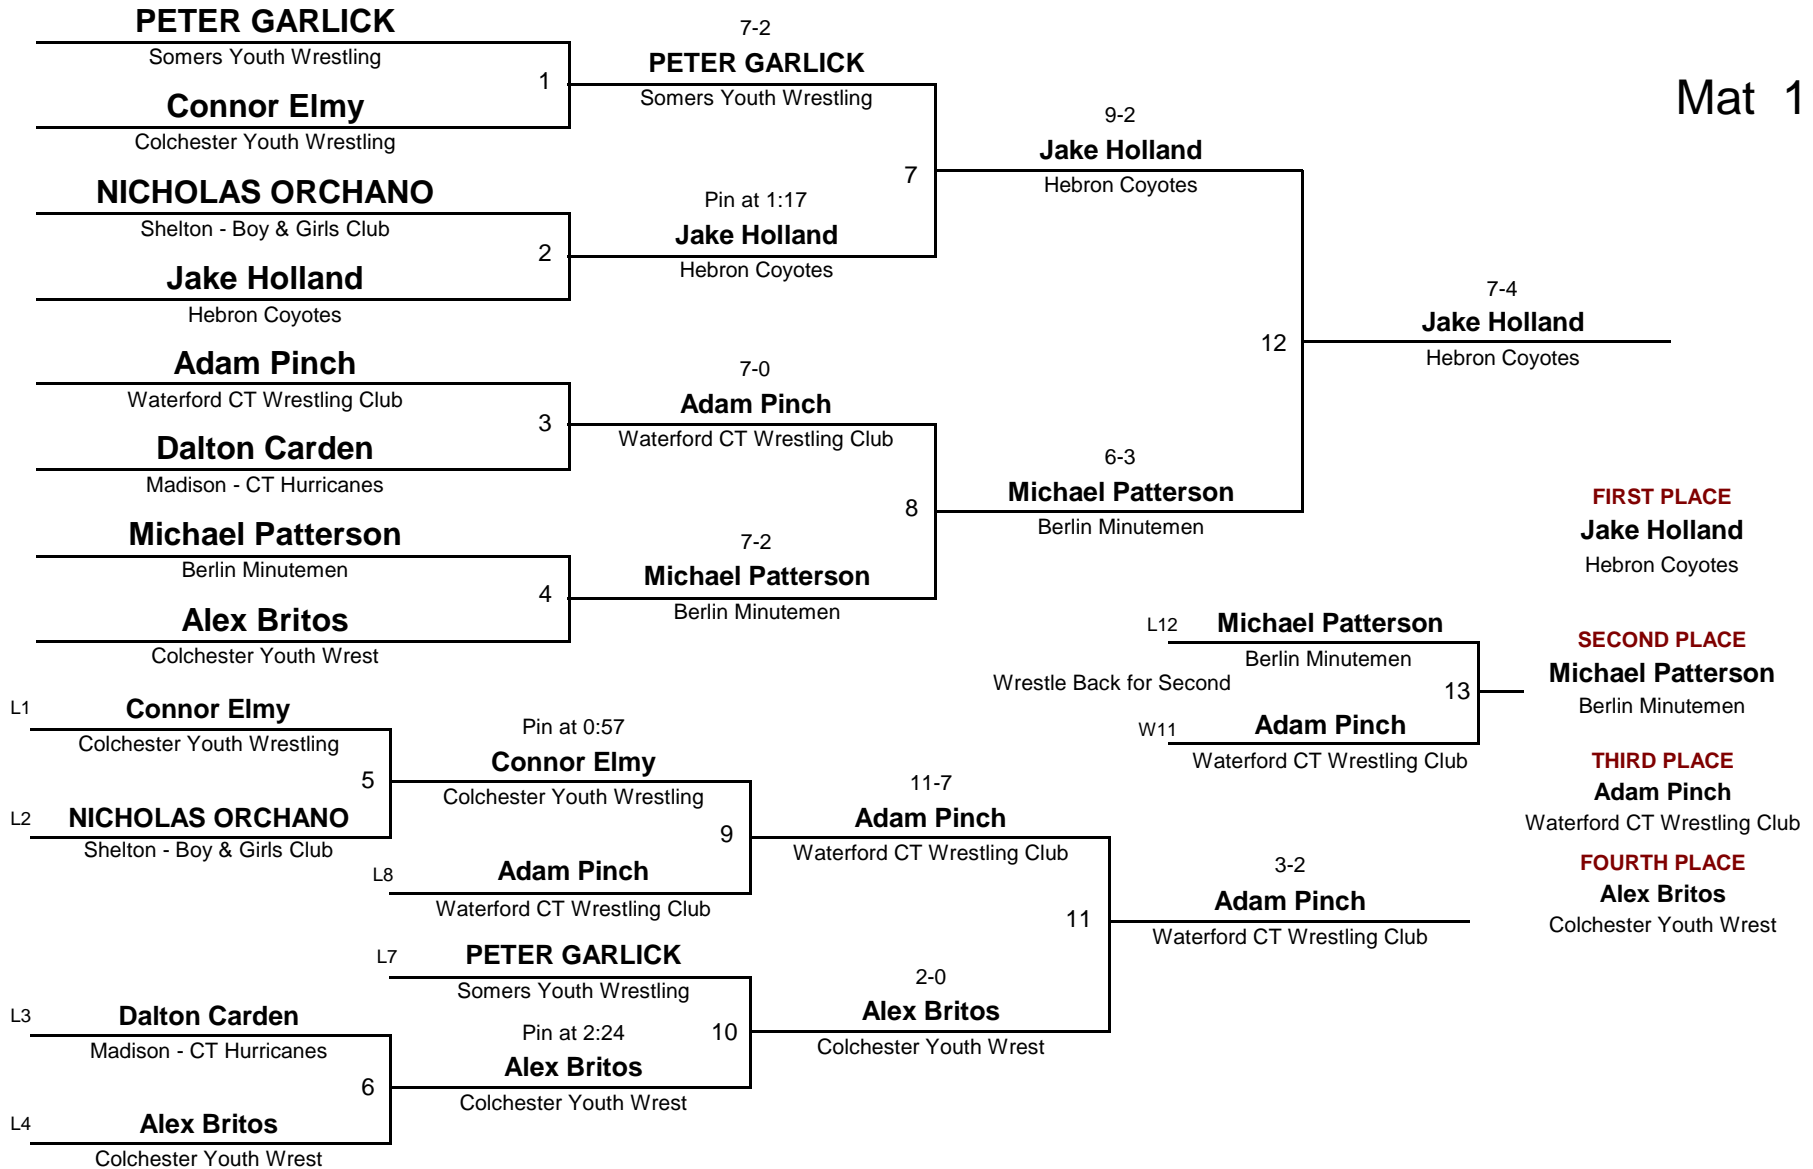 PETER GARLICK
Somers Youth Wrestling
1
Connor Elmy
Colchester Youth Wrestling
NICHOLAS ORCHANO
Shelton - Boy & Girls Club
2
Jake Holland
Hebron Coyotes
Adam Pinch
Waterford CT Wrestling Club
3
Dalton Carden
Madison - CT Hurricanes
Michael Patterson
Berlin Minutemen
4
Alex Britos
Colchester Youth Wrest
7-2
PETER GARLICK
Somers Youth Wrestling
7
Pin at 1:17
Jake Holland
Hebron Coyotes
7-0
Adam Pinch
Waterford CT Wrestling Club
8
7-2
Michael Patterson
Berlin Minutemen
9-2
Jake Holland
Hebron Coyotes
12
6-3
Michael Patterson
Berlin Minutemen
Mat 1
7-4
Jake Holland
Hebron Coyotes
L1
Connor Elmy
Colchester Youth Wrestling
5
L2
NICHOLAS ORCHANO
Shelton - Boy & Girls Club
L3
Dalton Carden
Madison - CT Hurricanes
6
L4
Alex Britos
Colchester Youth Wrest
Pin at 0:57
Connor Elmy
Colchester Youth Wrestling
9
L8
Adam Pinch
Waterford CT Wrestling Club
L7
PETER GARLICK
Somers Youth Wrestling
10
Pin at 2:24
Alex Britos
Colchester Youth Wrest
11-7
Adam Pinch
Waterford CT Wrestling Club
11
2-0
Alex Britos
Colchester Youth Wrest
3-2
Adam Pinch
Waterford CT Wrestling Club
L12
Michael Patterson
Berlin Minutemen
Wrestle Back for Second
13
W11
Adam Pinch
Waterford CT Wrestling Club
FIRST PLACE
Jake Holland
Hebron Coyotes
SECOND PLACE
Michael Patterson
Berlin Minutemen
THIRD PLACE
Adam Pinch
Waterford CT Wrestling Club
FOURTH PLACE
Alex Britos
Colchester Youth Wrest